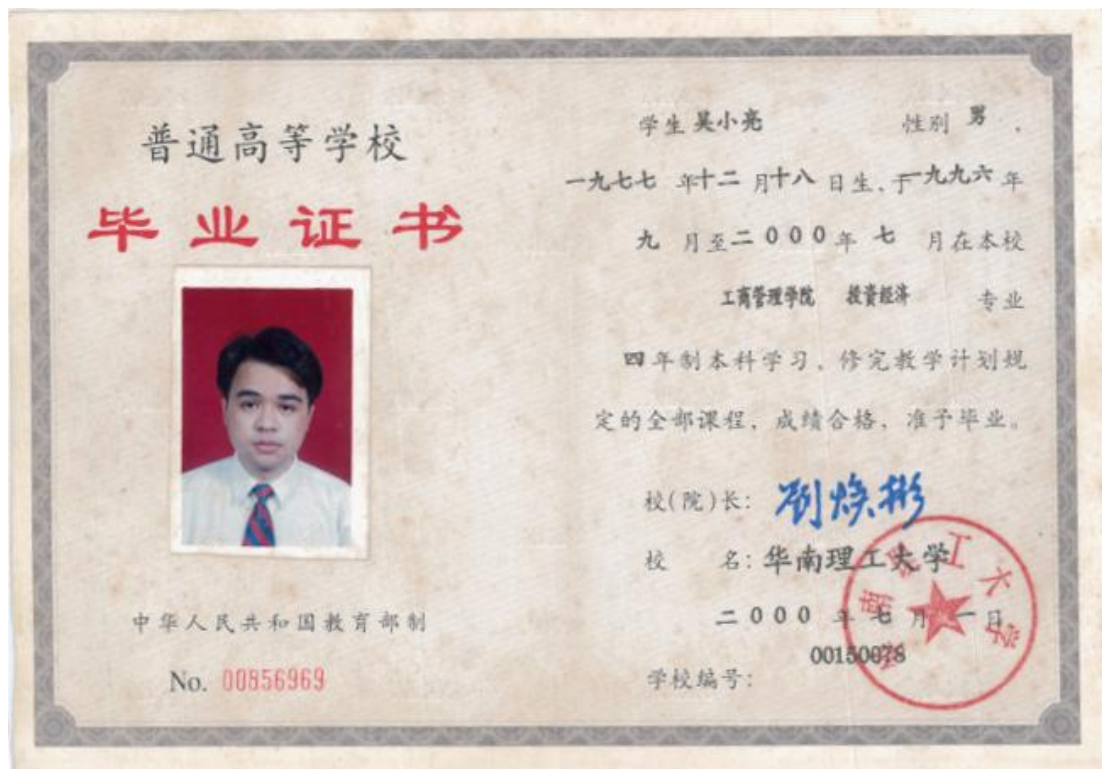 普通高等学校
毕业证书
中华人民共和国教育部制
No. 00856969
学生吴小亮 性别 男 ，
一九七七 年十二 月十八 日生，于一九九六 年
九 月至二000年 七 月在本校
工商管理学院 投资经济 专业
四年制本科学习，修完教学计划规
定的全部课程，成绩合格，准予毕业。
校(院)长: 刘焕彬
校 名: 华南理工大学
二000 年 七 月 一 日
00150078
学校编号:
华南理工大学